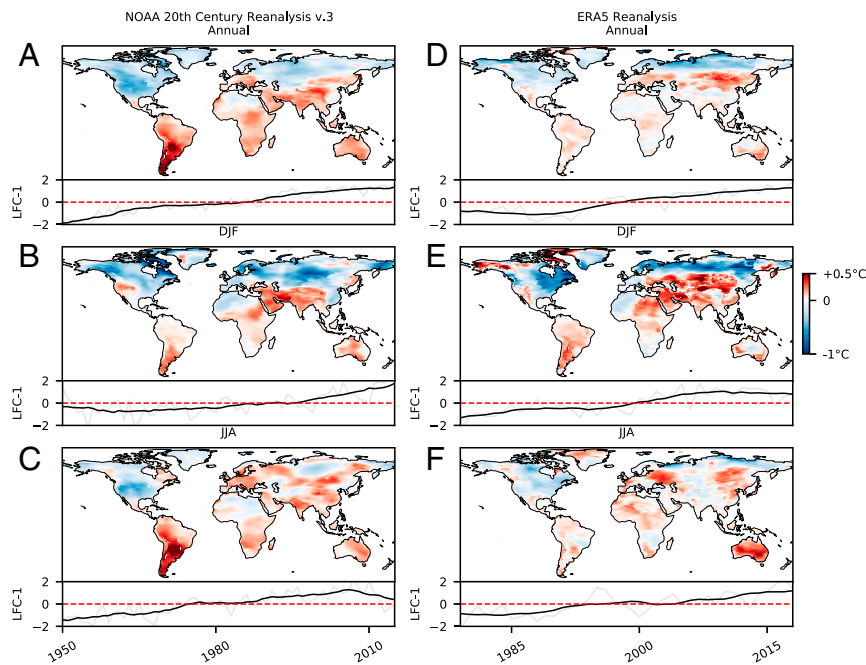 NOAA 20th Century Reanalysis v.3
Annual
ERA5 Reanalysis
Annual
A
D
2
0
−2
LFC-1
2
0
−2
LFC-1
DJF
DJF
B
E
+0.5°C
0
-1°C
2
0
−2
LFC-1
2
0
−2
LFC-1
JJA
JJA
C
F
2
0
−2
LFC-1
2
0
−2
LFC-1
1950
1980
2010
1985
2000
2015